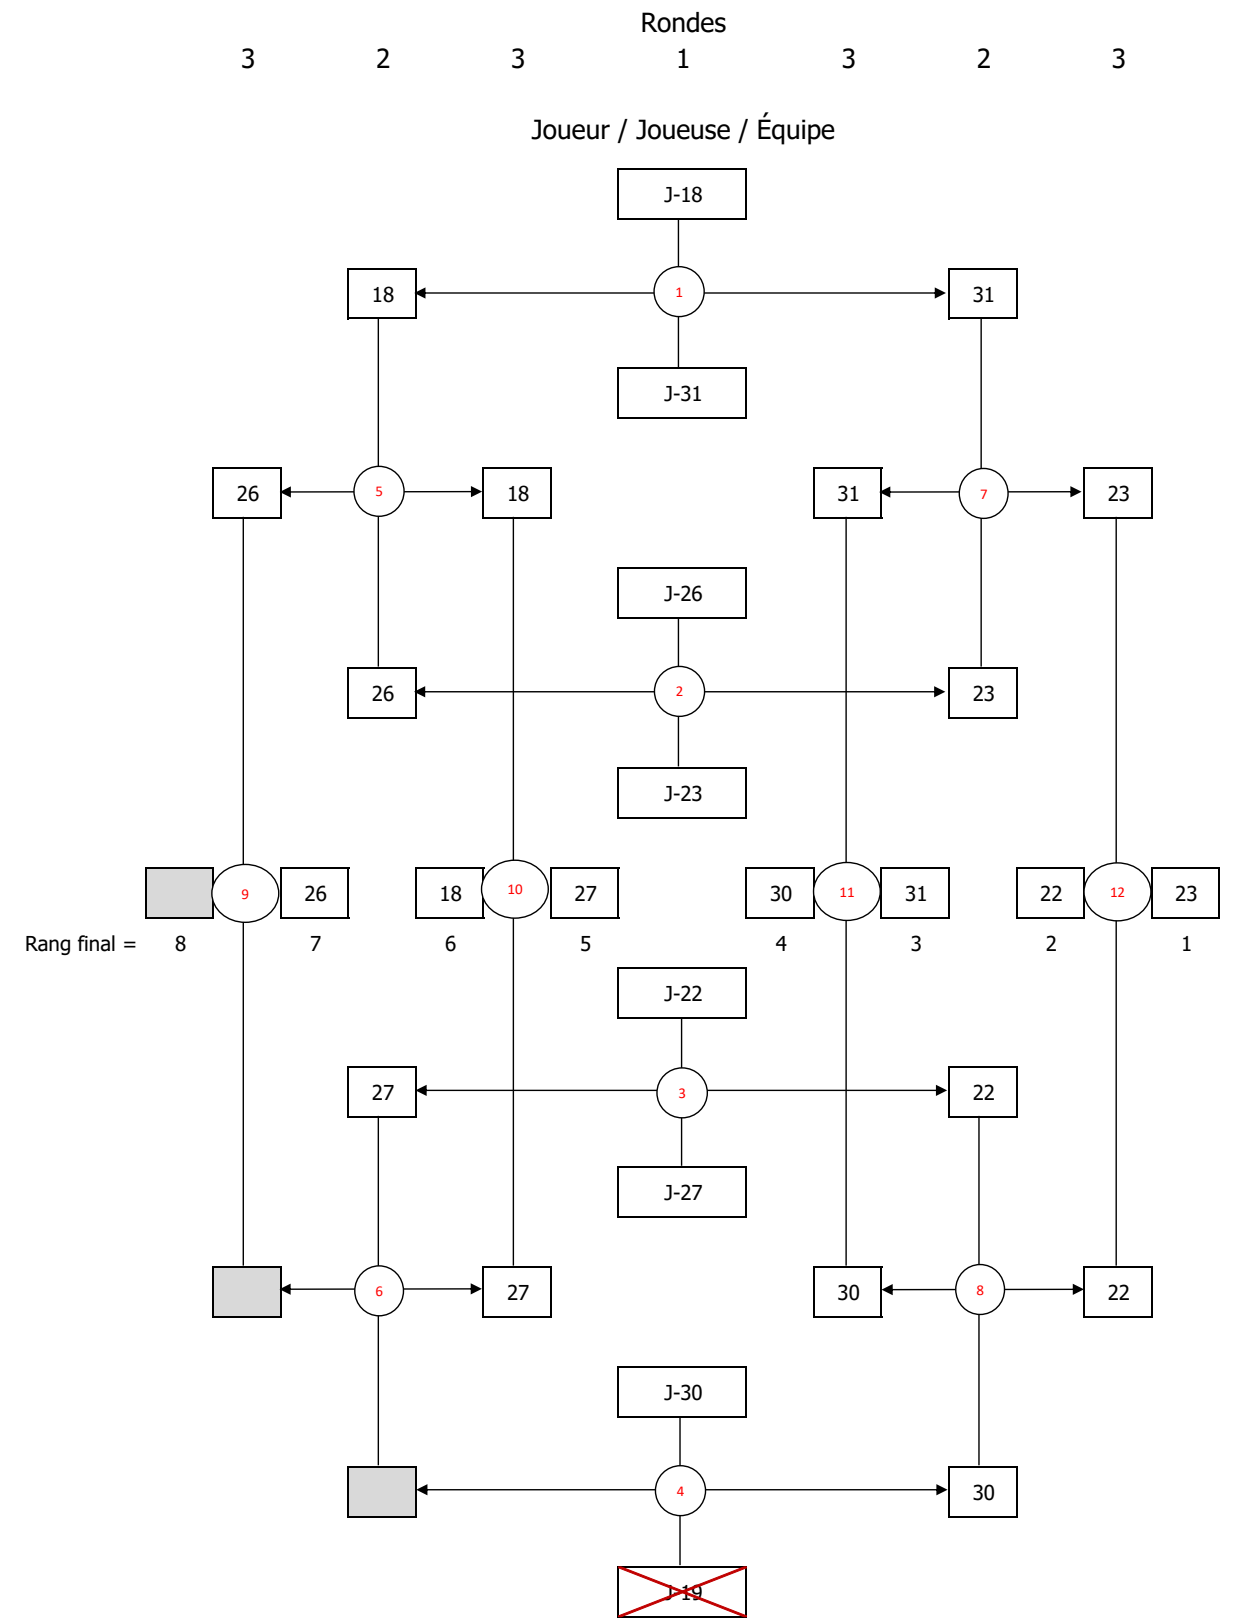 Rondes
3 2 3 1 3 2 3
Joueur / Joueuse / Équipe
J-18
18 1 31
J-31
26 5 18 31 7 23
J-26
26 2 23
J-23
9 26 18 10 27 30 11 31 22 12 23
Rang final = 8 7 6 5 4 3 2 1
J-22
27 3 22
J-27
6 27 30 8 22
J-30
4 30
J-19